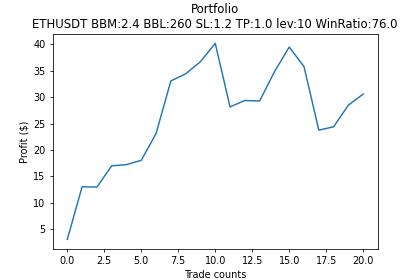 Portfolio
ETHUSDT BBM:2.4 BBL:260 SL:1.2 TP:1.0 lev:10 WinRatio:76.0
40
35
30
25
20
15
10
5
Profit ($)
0.0 2.5 5.0 7.5 10.0 12.5 15.0 17.5 20.0
Trade counts